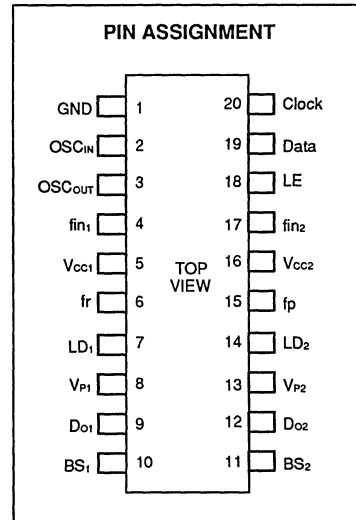 PIN ASSIGNMENT
GND 1 20 Clock
OSCIN 2 19 Data
OSCOUT 3 18 LE
fin1 4 17 fin2
VCC1 5 16 VCC2
TOP
VIEW
fr 6 15 fp
LD1 7 14 LD2
VP1 8 13 VP2
DO1 9 12 DO2
BS1 10 11 BS2